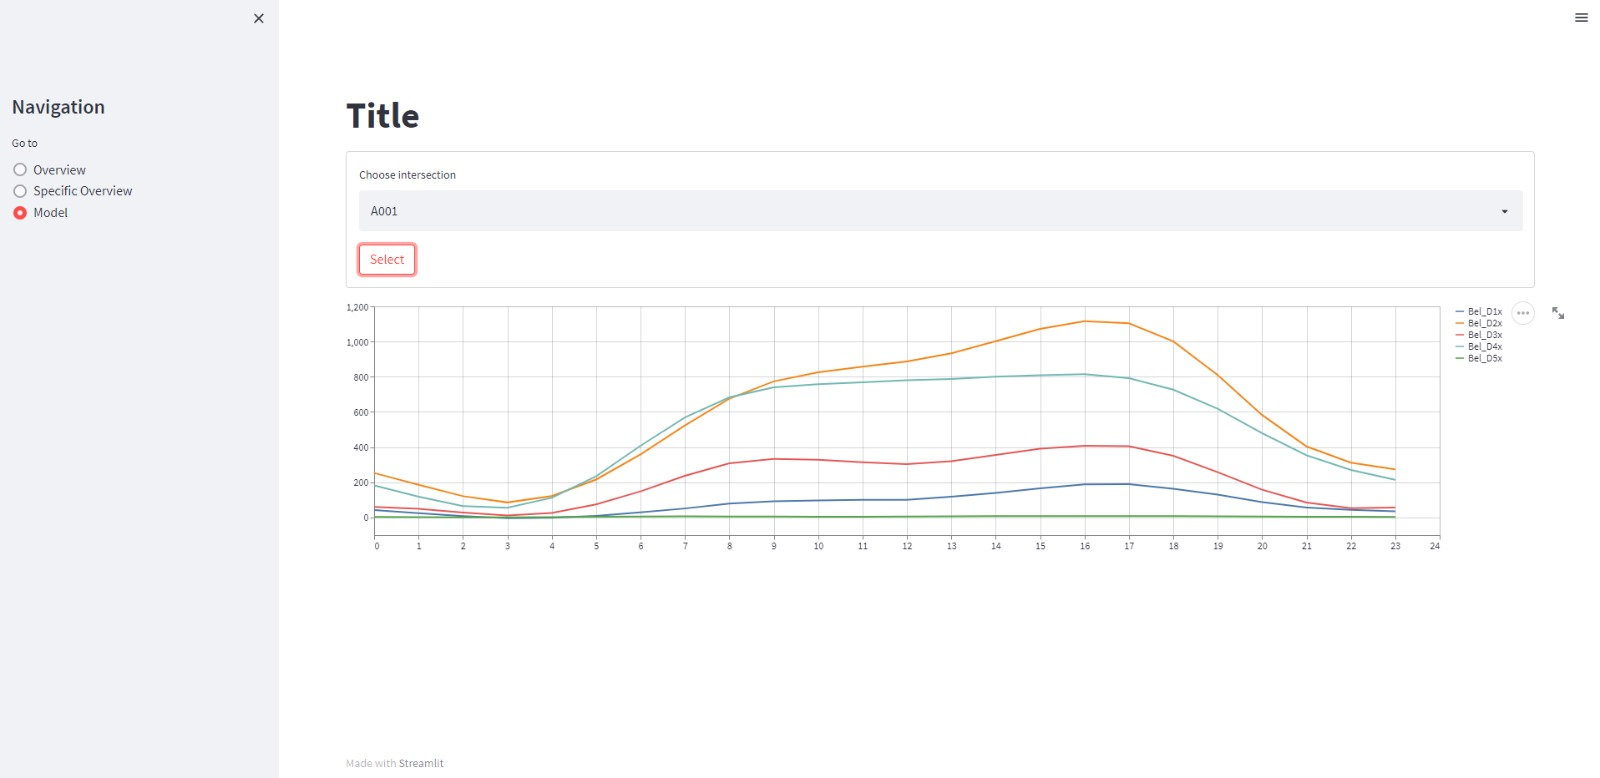 Navigation
Go to
Overview
Specific Overview
Model
Title
Choose intersection
A001
Select
1,200
1,000
800
600
400
200
0
0 1 2 3 4 5 6 7 8 9 10 11 12 13 14 15 16 17 18 19 20 21 22 23 24
Bel_D1x
Bel_D2x
Bel_D3x
Bel_D4x
Bel_D5x
Made with Streamlit